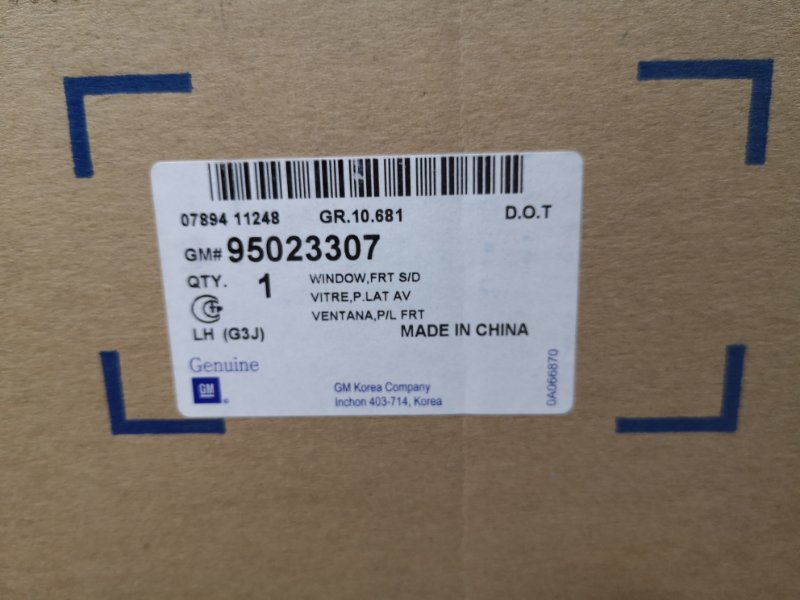 07894 11248 GR.10.681 D.O.T
GM# 95023307
QTY. 1 WINDOW,FRT S/D
VITRE,P.LAT AV
VENTANA,P/L FRT
LH (G3J) MADE IN CHINA
Genuine
GM
GM Korea Company
Inchon 403-714, Korea
0A066870